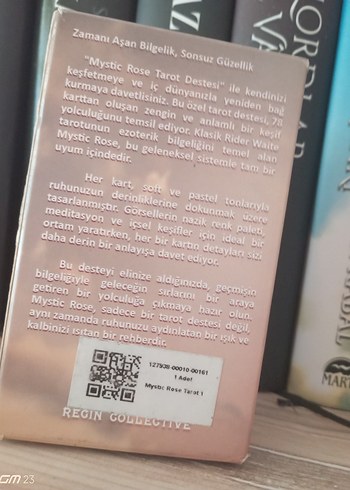 Zamanı Aşan Bilgelik, Sonsuz Güzellik
"Mystic Rose Tarot Destesi" ile kendinizi
keşfetmeye ve iç dünyanızla yeniden bağ
kurmaya davetlisiniz. Bu özel tarot destesi, 78
karttan oluşan zengin ve anlamlı bir keşif
yolculuğunu temsil ediyor. Klasik Rider Waite
tarotunun ezoterik bilgeliğini temel alan
Mystic Rose, bu geleneksel sistemle tam bir
uyum içindedir.
Her kart, soft ve pastel tonlarıyla
ruhunuzun derinliklerine dokunmak üzere
tasarlanmıştır. Görsellerin nazik renk paleti,
meditasyon ve içsel keşifler için ideal bir
ortam yaratırken, her bir kartın detayları sizi
daha derin bir anlayışa davet ediyor.
Bu desteyi elinize aldığınızda, geçmişin
bilgeliğiyle geleceğin sırlarını bir araya
getiren bir yolculuğa çıkmaya hazır olun.
Mystic Rose, sadece bir tarot destesi değil,
aynı zamanda ruhunuzu aydınlatan bir ışık ve
kalbinizi ısıtan bir rehberdir.
1 Adet
Mystic Rose Tarot 1
REGIN COLLECTIVE
MART
GM 23